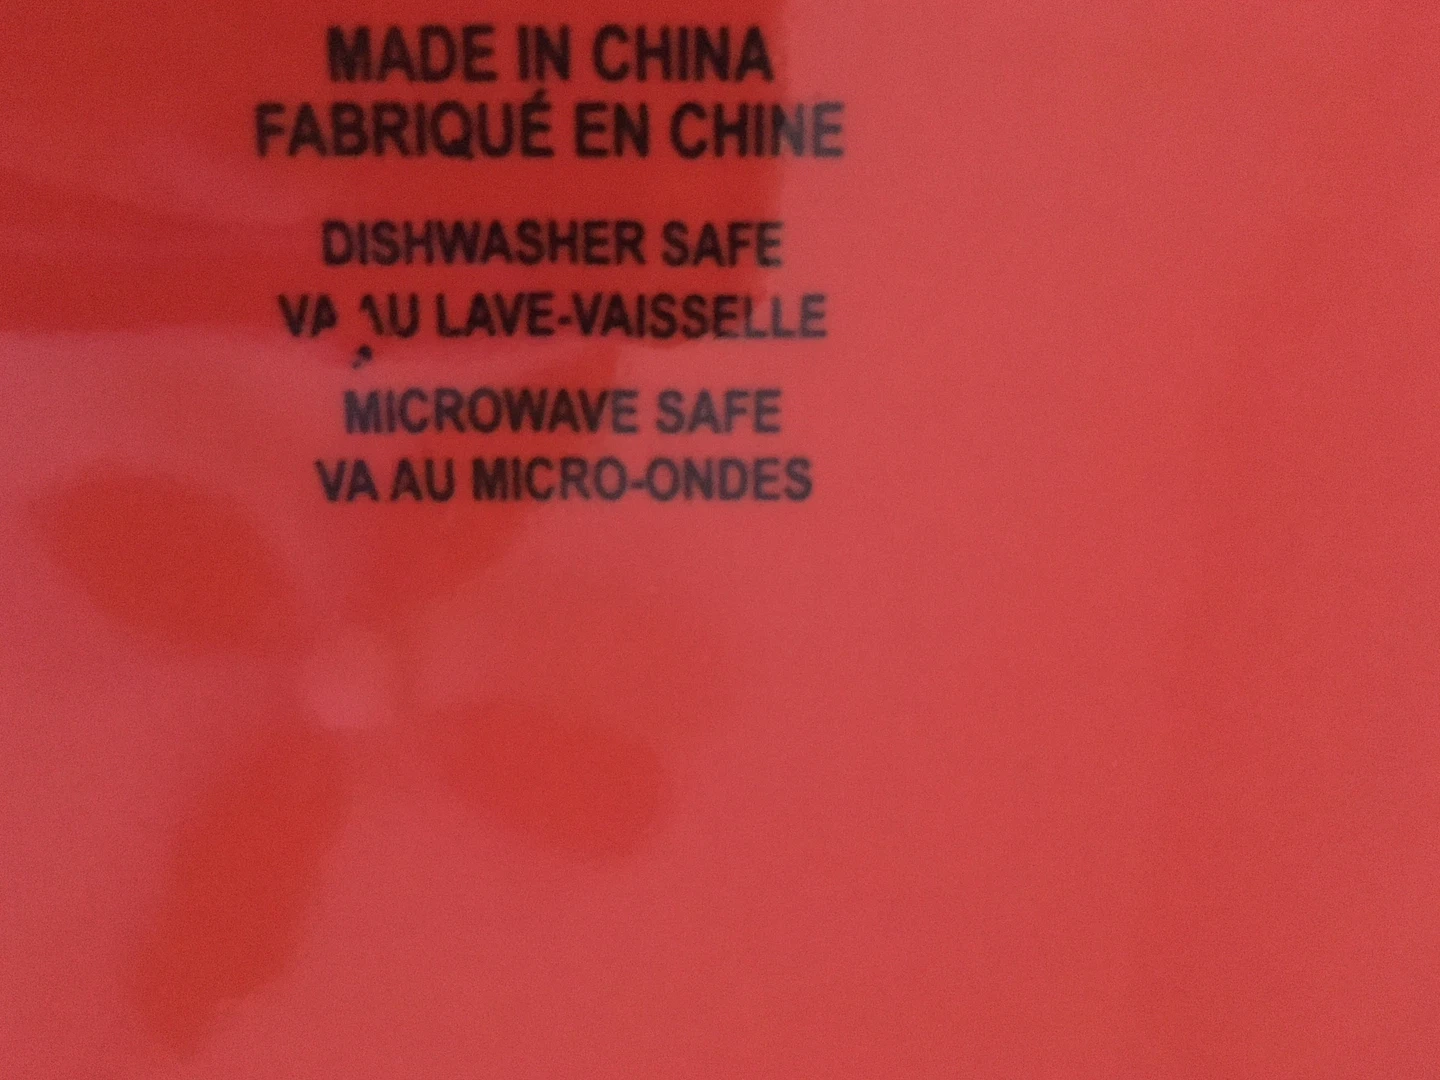 MADE IN CHINA
FABRIQUÉ EN CHINE
DISHWASHER SAFE
VA AU LAVE-VAISSELLE
MICROWAVE SAFE
VA AU MICRO-ONDES